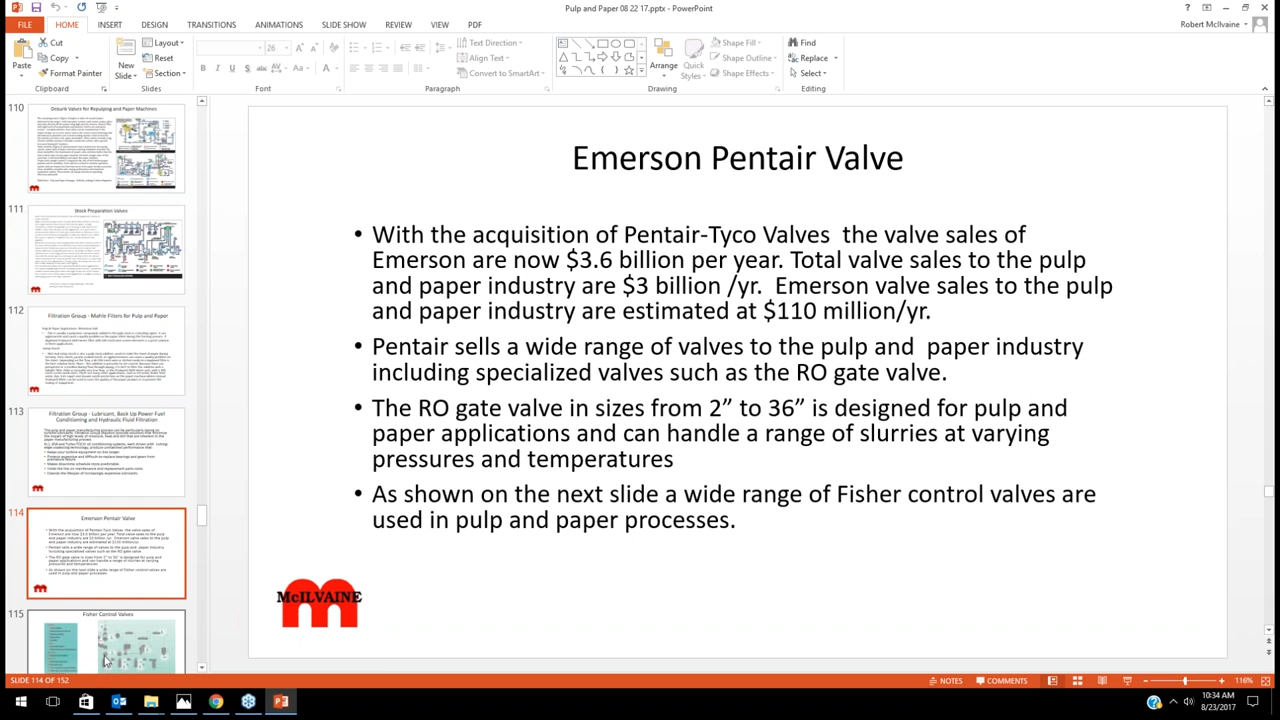 Pulp and Paper 08 22 17.pptx - PowerPoint
FILE HOME INSERT DESIGN TRANSITIONS ANIMATIONS SLIDE SHOW REVIEW VIEW PDF
Robert McIlvaine
Paste
Cut
Copy
Format Painter
Clipboard
New
Slide
Layout
Reset
Section
Slides
26
Font
Text Direction
Align Text
Convert to SmartArt
Paragraph
Arrange
Quick
Styles
Shape Fill
Shape Outline
Shape Effects
Drawing
Find
Replace
Select
Editing
110
Desurik Valves for Repulping and Paper Machines
111
Stock Preparation Valves
112
Filtration Group - Mahle Filters for Pulp and Paper
113
Filtration Group - Lubricant, Back Up Power Fuel
Conditioning and Hydraulic Fluid Filtration
114
Emerson Pentair Valve
115
Fisher Control Valves
Emerson Pentair Valve
• With the acquisition of Pentair-Tyco Valves the valve sales of
Emerson are now $3.6 billion per year. Total valve sales to the pulp
and paper industry are $3 billion /yr. Emerson valve sales to the pulp
and paper industry are estimated at $110 million/yr.
• Pentair sells a wide range of valves to the pulp and paper industry
including specialized valves such as the RO gate valve.
• The RO gate valve in sizes from 2” to 36” is designed for pulp and
paper applications and can handle a range of slurries at varying
pressures and temperatures
• As shown on the next slide a wide range of Fisher control valves are
used in pulp and paper processes.
McILVAINE
SLIDE 114 OF 152
NOTES
COMMENTS
116%
10:34 AM
8/23/2017